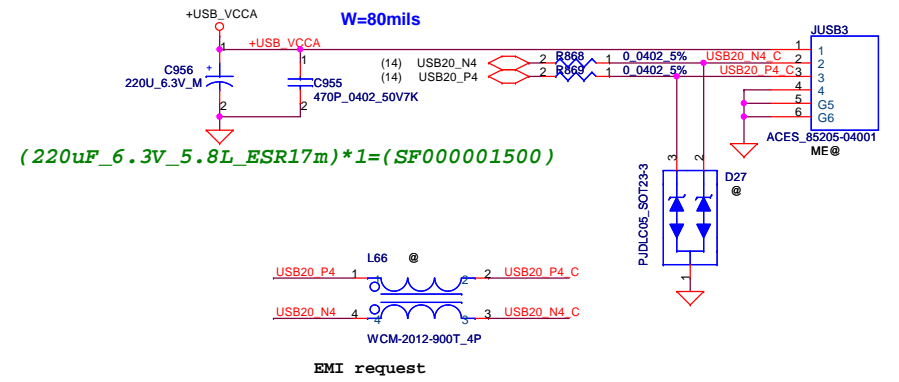 +USB_VCCA
W=80mils
JUSB3
1
+USB_VCCA
1
1
C956
+
220U_6.3V_M
2
1
C955
470P_0402_50V7K
2
(14) USB20_N4 2 R868 1 0_0402_5% USB20_N4_C 2 2
(14) USB20_P4 2 R869 1 0_0402_5% USB20_P4_C 3 3
4 4
5 G5
6 G6
ACES_85205-04001
ME@
(220uF_6.3V_5.8L_ESR17m)*1=(SF000001500)
3
2
D27
@
PJDLC05_SOT23-3
1
L66 @
USB20_P4 1 1 2 2 USB20_P4_C
USB20_N4 4 4 3 3 USB20_N4_C
WCM-2012-900T_4P
EMI request